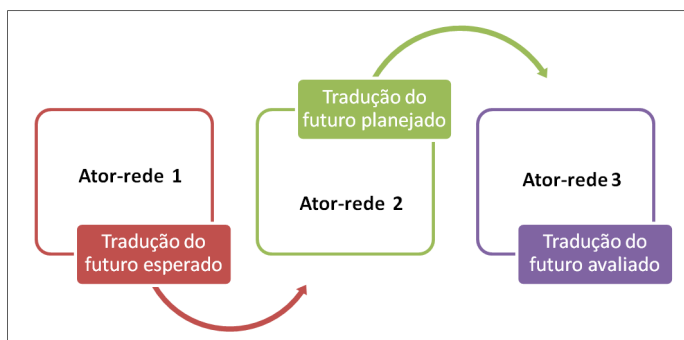 Ator-rede 1
Tradução do
futuro esperado
Tradução do
futuro planejado
Ator-rede 2
Ator-rede 3
Tradução do
futuro avaliado